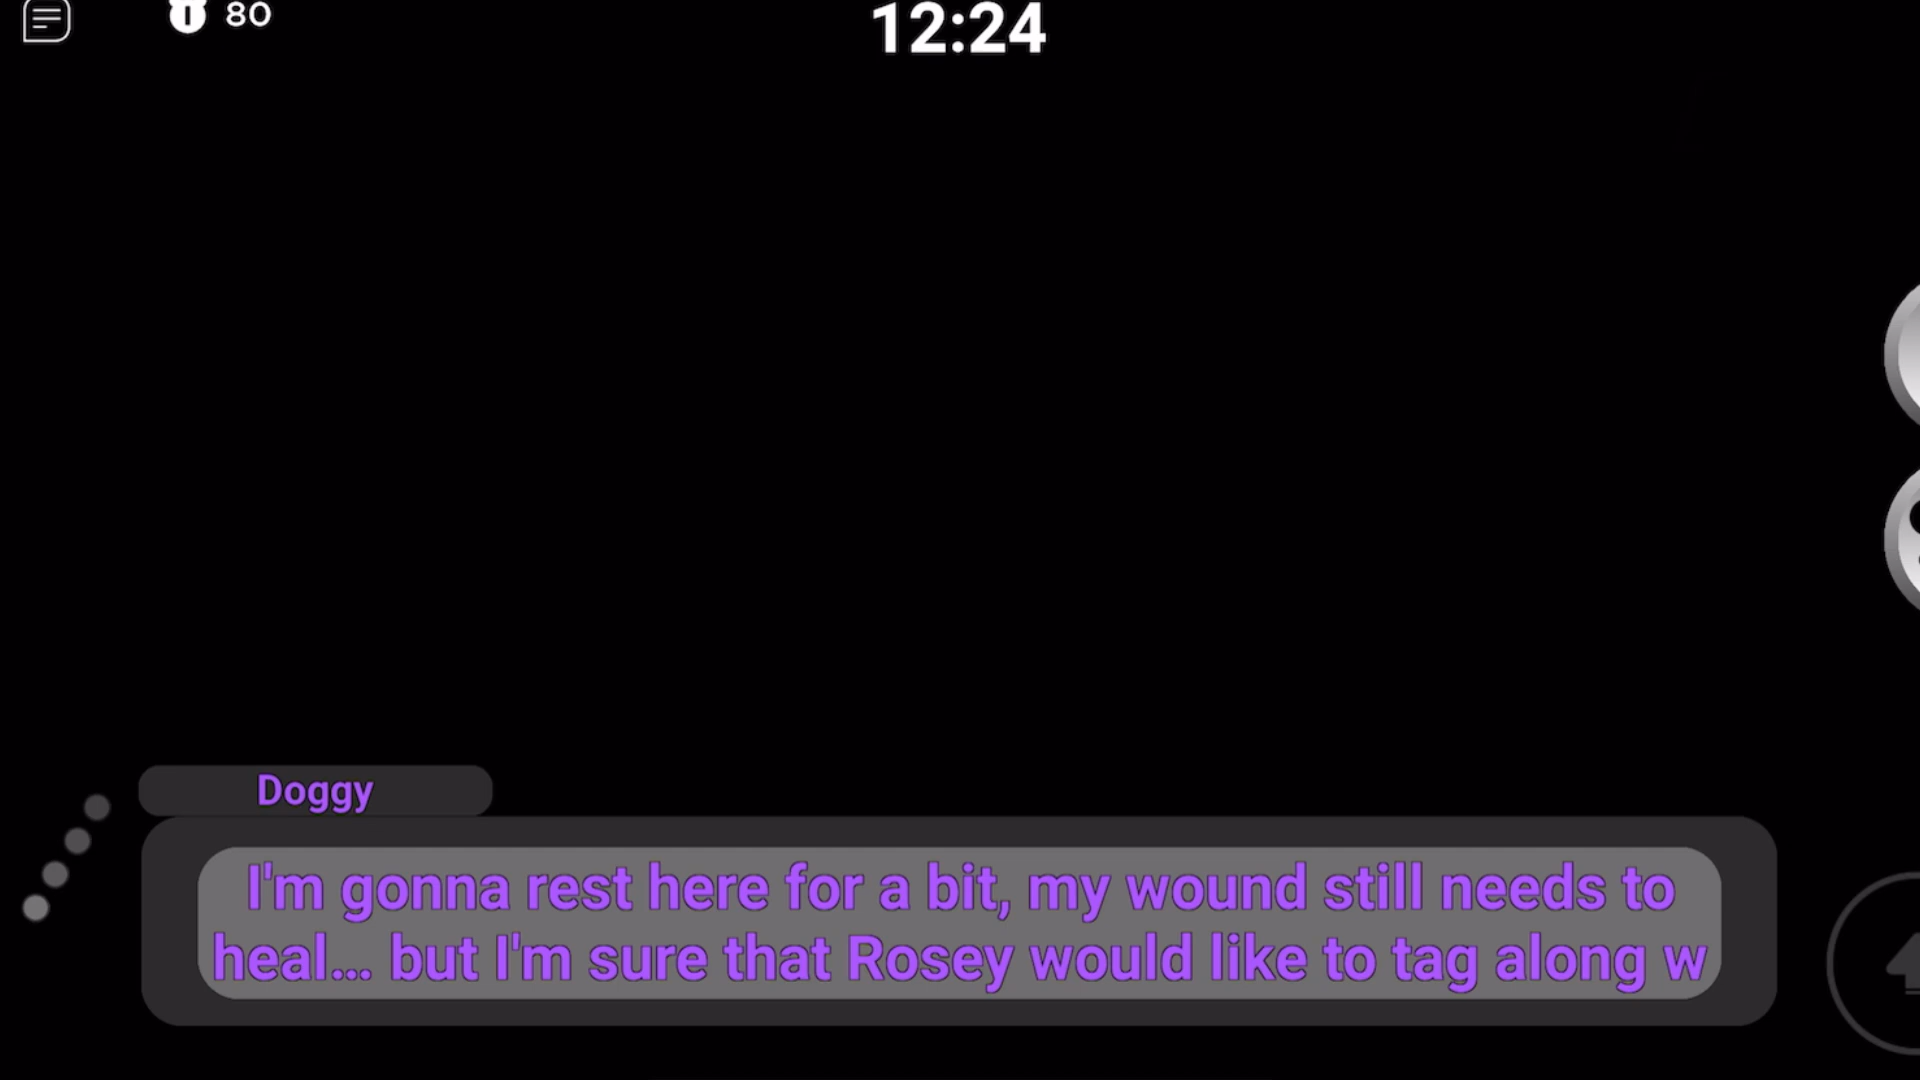 80
12:24
Doggy
I'm gonna rest here for a bit, my wound still needs to
heal... but I'm sure that Rosey would like to tag along w